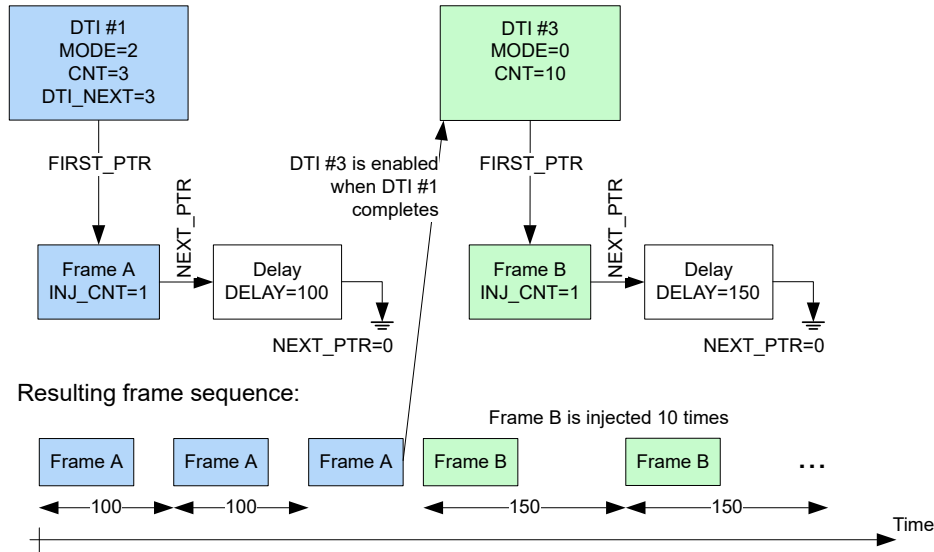 DTI #1
MODE=2
CNT=3
DTI_NEXT=3
DTI #3
MODE=0
CNT=10
FIRST_PTR
DTI #3 is enabled
when DTI #1
completes
FIRST_PTR
NEXT_PTR
NEXT_PTR
Frame A
INJ_CNT=1
Delay
DELAY=100
Frame B
INJ_CNT=1
Delay
DELAY=150
NEXT_PTR=0
NEXT_PTR=0
Resulting frame sequence:
Frame B is injected 10 times
Frame A
Frame A
Frame A
Frame B
Frame B
...
100
100
150
150
Time